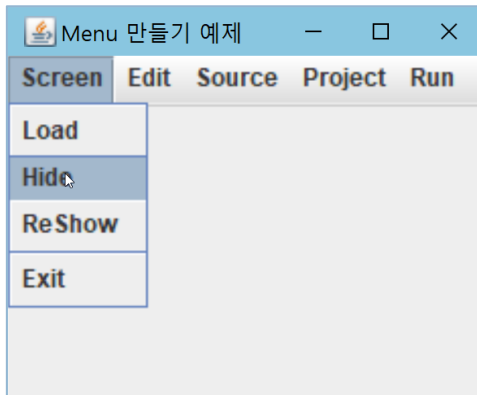 Menu 만들기 예제
Screen Edit Source Project Run
Load
Hide
ReShow
Exit